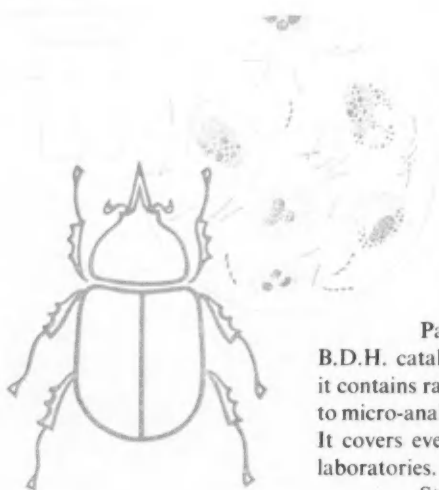 Pa
B.D.H. catal
it contains ra
to micro-ana
It covers eve
laboratories.